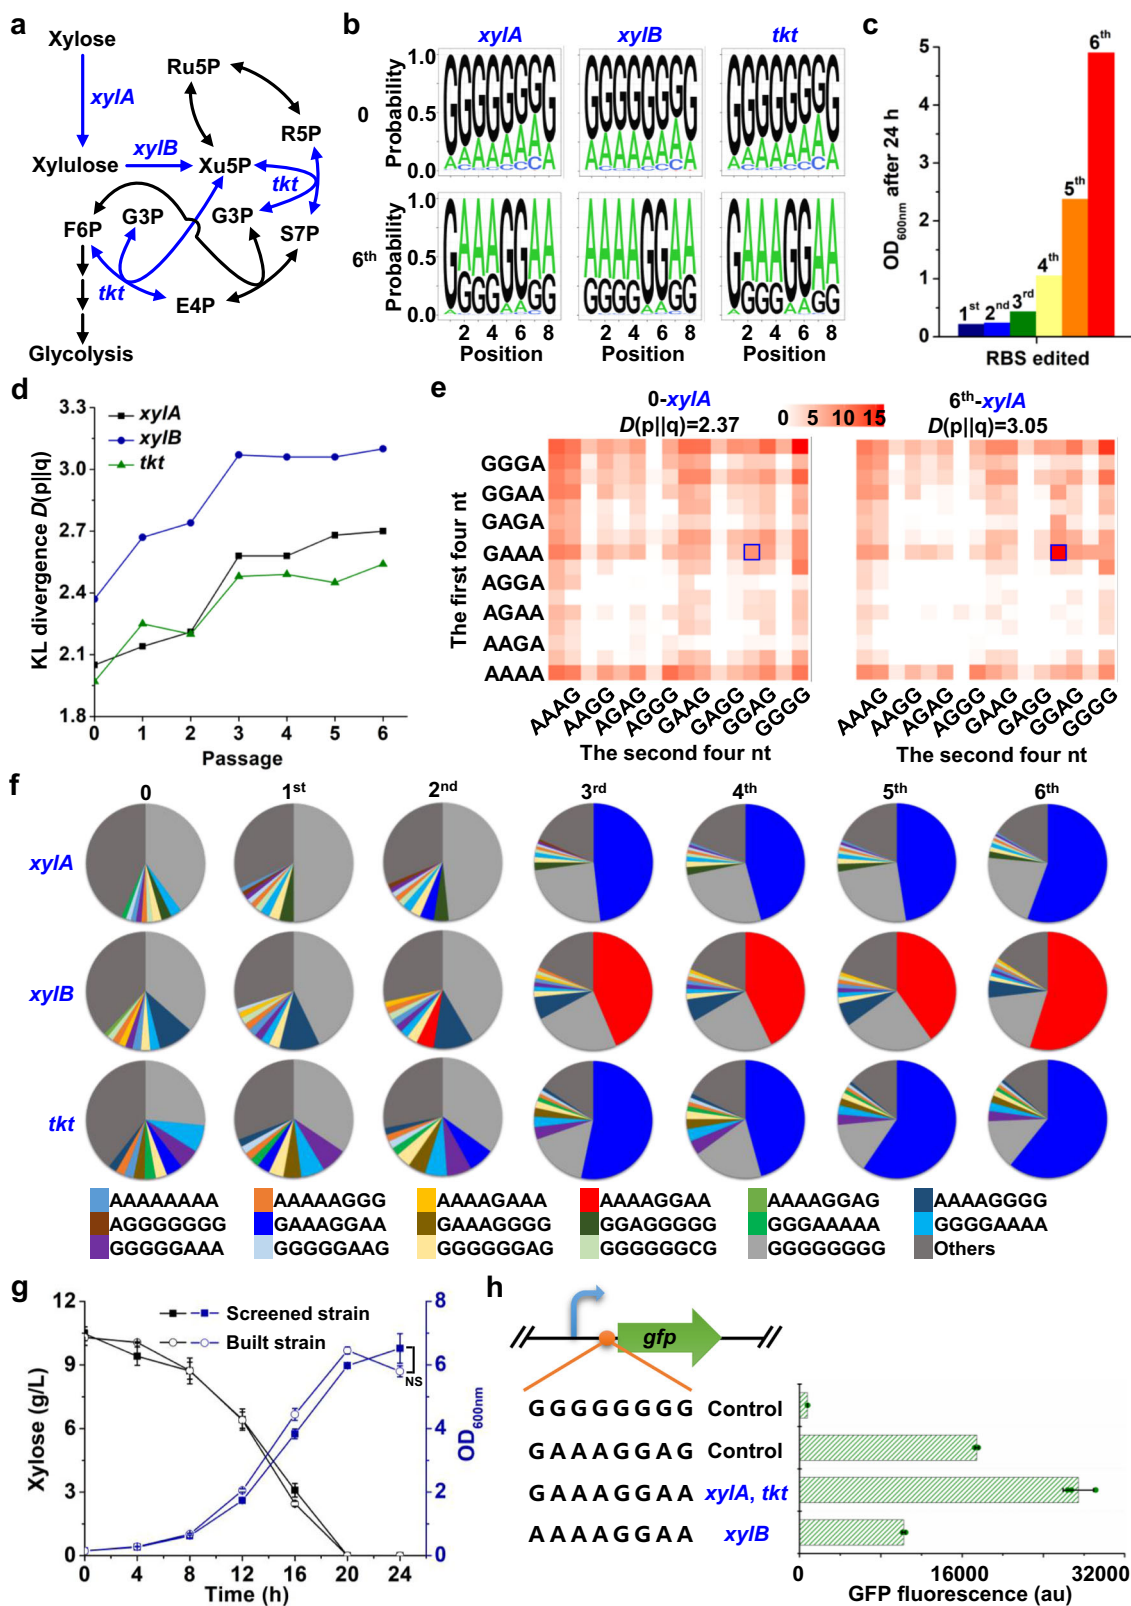 a
Xylose
xylA
Ru5P
R5P
Xylulose
xylB
Xu5P
tkt
F6P
G3P
G3P
S7P
tkt
E4P
Glycolysis
b
xylA xylB tkt
0
Probability
1.0
0.5
0.0
6th
Probability
1.0
0.5
0.0
2 4 6 8 2 4 6 8 2 4 6 8
Position Position Position
c
OD600nm after 24 h
5
4
3
2
1
0
1st 2nd 3rd 4th 5th 6th
RBS edited
d
KL divergence D(p||q)
3.3
3.0
2.7
2.4
2.1
1.8
xylA
xylB
tkt
0 1 2 3 4 5 6
Passage
e
0-xylA
D(p||q)=2.37
0 5 10 15
6th-xylA
D(p||q)=3.05
The first four nt
GGGA
GGAA
GAGA
GAAA
AGGA
AGAA
AAGA
AAAA
AAAG AAGG AGAG AGGG GAAG GAGG GGAG GGGG
The second four nt
AAAG AAGG AGAG AGGG GAAG GAGG GGAG GGGG
The second four nt
f
0 1st 2nd 3rd 4th 5th 6th
xylA
xylB
tkt
AAAAAAAA AAAAAGGG AAAAGAAA AAAAGGAA AAAAGGAG AAAAGGGG
AGGGGGGG GAAAGGAA GAAAGGGG GGAGGGGG GGGAAAAA GGGGAAAA
GGGGGAAA GGGGGAAG GGGGGGAG GGGGGGCG GGGGGGGG Others
g
Xylose (g/L)
12
9
6
3
0
Screened strain
Built strain
NS
8
6
4
2
0
OD600nm
0 4 8 12 16 20 24
Time (h)
h
gfp
GGGGGGGG Control
GAAAGGAG Control
GAAAGGAA xylA, tkt
AAAAGGAA xylB
0 16000 32000
GFP fluorescence (au)